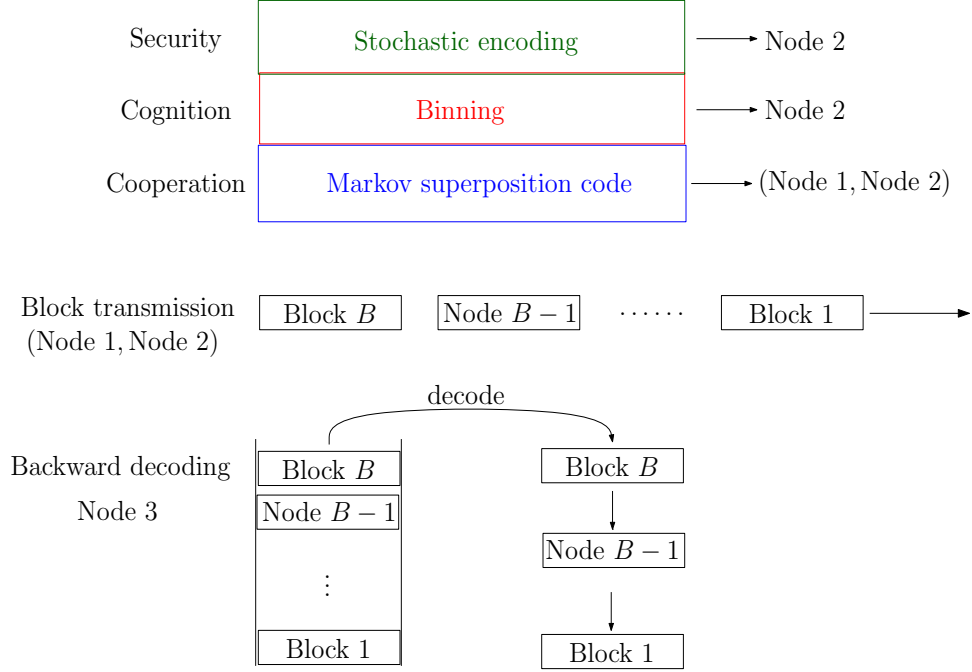 Security Stochastic encoding Node 2
Cognition Binning Node 2
Cooperation Markov superposition code (Node 1, Node 2)
Block transmission Block B Node B − 1 ······ Block 1
(Node 1, Node 2)
decode
Backward decoding Block B Block B
Node 3 Node B − 1
Node B − 1
⋮
Block 1 Block 1